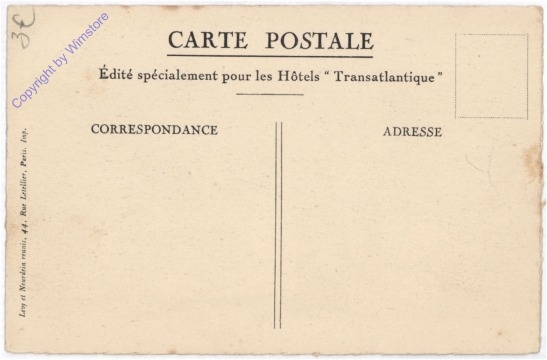 3€
Copyright by Wimstore
CARTE POSTALE
Édité spécialement pour les Hôtels “ Transatlantique ”
CORRESPONDANCE
ADRESSE
Levy et Neurdein reunis, 44, Rue Letellier, Paris. Imp.